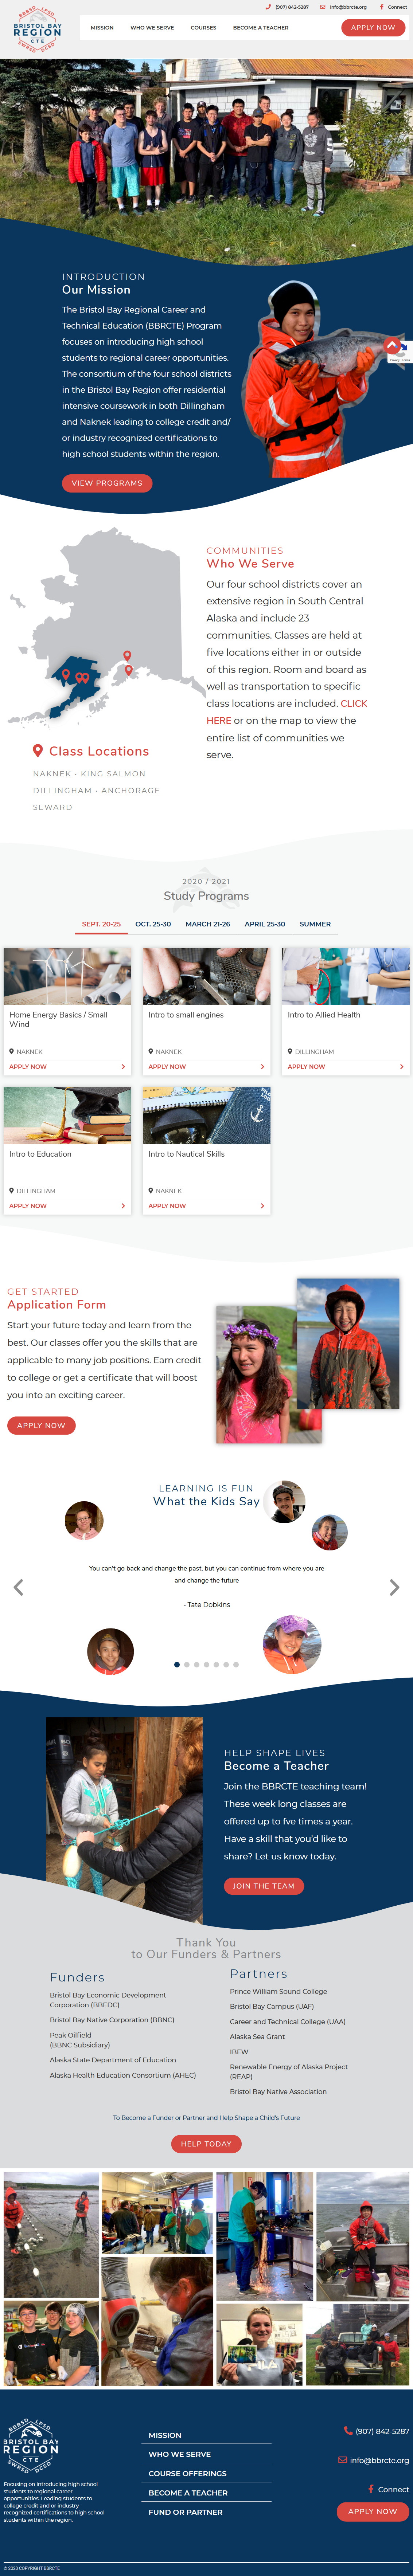 (907) 842-5287 info@bbrcte.org Connect
BBRSD LPSD
BRISTOL BAY
REGION
CTE
SWRSD DCSD
MISSION WHO WE SERVE COURSES BECOME A TEACHER APPLY NOW
INTRODUCTION
Our Mission
The Bristol Bay Regional Career and
Technical Education (BBRCTE) Program
focuses on introducing high school
students to regional career opportunities.
The consortium of the four school districts
in the Bristol Bay Region offer residential
intensive coursework in both Dillingham
and Naknek leading to college credit and/
or industry recognized certifications to
high school students within the region.
VIEW PROGRAMS
Privacy - Terms
COMMUNITIES
Who We Serve
Our four school districts cover an
extensive region in South Central
Alaska and include 23
communities. Classes are held at
five locations either in or outside
of this region. Room and board as
well as transportation to specific
class locations are included. CLICK
HERE or on the map to view the
entire list of communities we
serve.
Class Locations
NAKNEK - KING SALMON
DILLINGHAM - ANCHORAGE
SEWARD
2020 / 2021
Study Programs
SEPT. 20-25 OCT. 25-30 MARCH 21-26 APRIL 25-30 SUMMER
Home Energy Basics / Small
Wind
NAKNEK
APPLY NOW
Intro to small engines
NAKNEK
APPLY NOW
Intro to Allied Health
DILLINGHAM
APPLY NOW
Intro to Education
DILLINGHAM
APPLY NOW
Intro to Nautical Skills
NAKNEK
APPLY NOW
GET STARTED
Application Form
Start your future today and learn from the
best. Our courses offer you the skills that are
applicable to many job positions. Earn credit
to college or get a certificate that will boost
you into an exciting career.
APPLY NOW
LEARNING IS FUN
What the Kids Say
You can't go back and change the past, but you can continue from where you are
and change the future
- Tate Dobkins
HELP SHAPE LIVES
Become a Teacher
Join the BBRCTE teaching team!
These week long classes are
offered up to fve times a year.
Have a skill that you'd like to
share? Let us know today.
JOIN THE TEAM
Thank You
to Our Funders & Partners
Funders
Bristol Bay Economic Development
Corporation (BBEDC)
Bristol Bay Native Corporation (BBNC)
Peak Oilfield
(BBNC Subsidiary)
Alaska State Department of Education
Alaska Health Education Consortium (AHEC)
Partners
Prince William Sound College
Bristol Bay Campus (UAF)
Career and Technical College (UAA)
Alaska Sea Grant
IBEW
Renewable Energy of Alaska Project
(REAP)
Bristol Bay Native Association
To Become a Funder or Partner and Help Shape a Child's Future
HELP TODAY
BBRSD LPSD
BRISTOL BAY
REGION
CTE
SWRSD DCSD
Focusing on introducing high school
students to regional career
opportunities. Leading students to
college credit and or industry
recognized certifications to high school
students within the region.
MISSION
WHO WE SERVE
COURSE OFFERINGS
BECOME A TEACHER
FUND OR PARTNER
(907) 842-5287
info@bbrcte.org
Connect
APPLY NOW
© 2020 COPYRIGHT BBRCTE